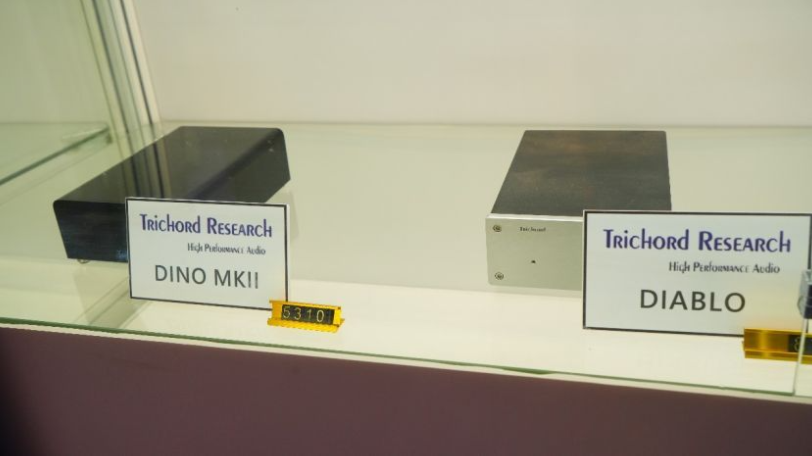 Trichord Research
High Performance Audio
DINO MKII
5310
Trichord Research
High Performance Audio
DIABLO